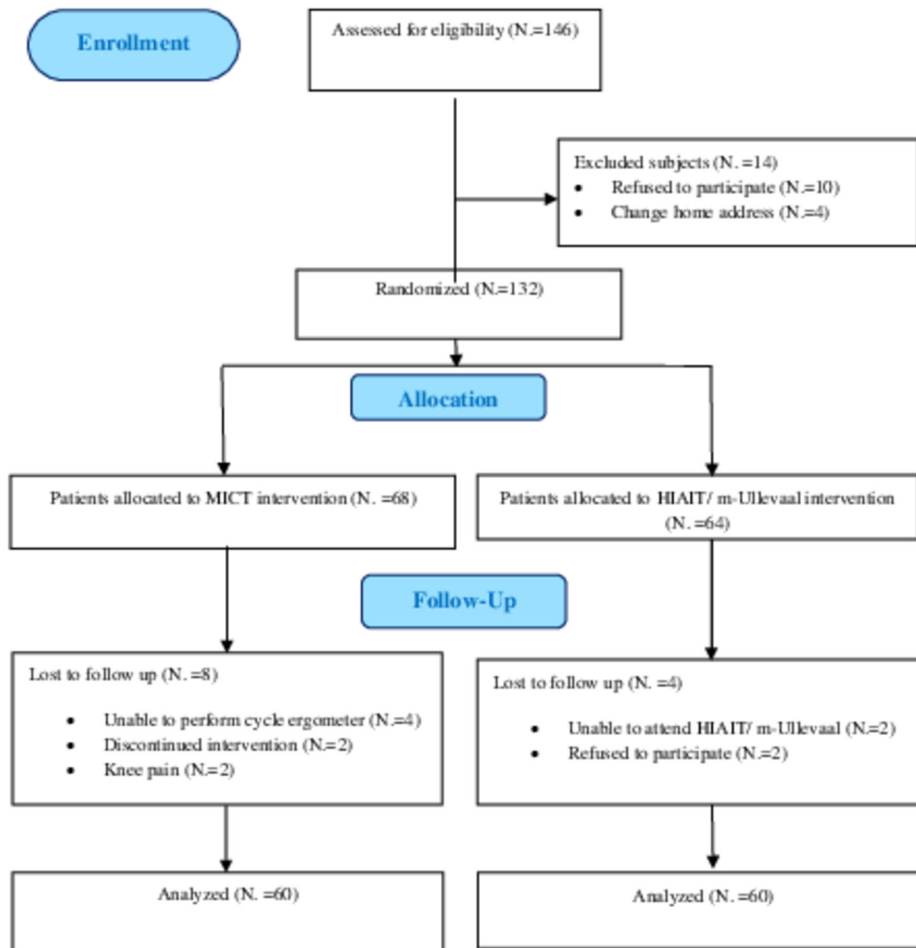 Enrollment
Assessed for eligibility (N.=146)
Excluded subjects (N. =14)
• Refused to participate (N.=10)
• Change home address (N.=4)
Randomized (N.=132)
Allocation
Patients allocated to MICT intervention (N. =68)
Patients allocated to HIAIT/ m-Ullevaal intervention
(N. =64)
Follow-Up
Lost to follow up (N. =8)
• Unable to perform cycle ergometer (N.=4)
• Discontinued intervention (N.=2)
• Knee pain (N.=2)
Lost to follow up (N. =4)
• Unable to attend HIAIT/ m-Ullevaal (N.=2)
• Refused to participate (N.=2)
Analyzed (N. =60)
Analyzed (N. =60)